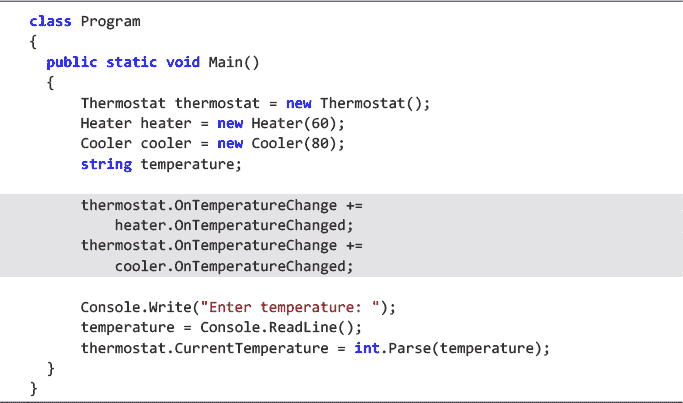 class Program
{
  public static void Main()
  {
      Thermostat thermostat = new Thermostat();
      Heater heater = new Heater(60);
      Cooler cooler = new Cooler(80);
      string temperature;

      thermostat.OnTemperatureChange +=
          heater.OnTemperatureChanged;
      thermostat.OnTemperatureChange +=
          cooler.OnTemperatureChanged;

      Console.Write("Enter temperature: ");
      temperature = Console.ReadLine();
      thermostat.CurrentTemperature = int.Parse(temperature);
  }
}